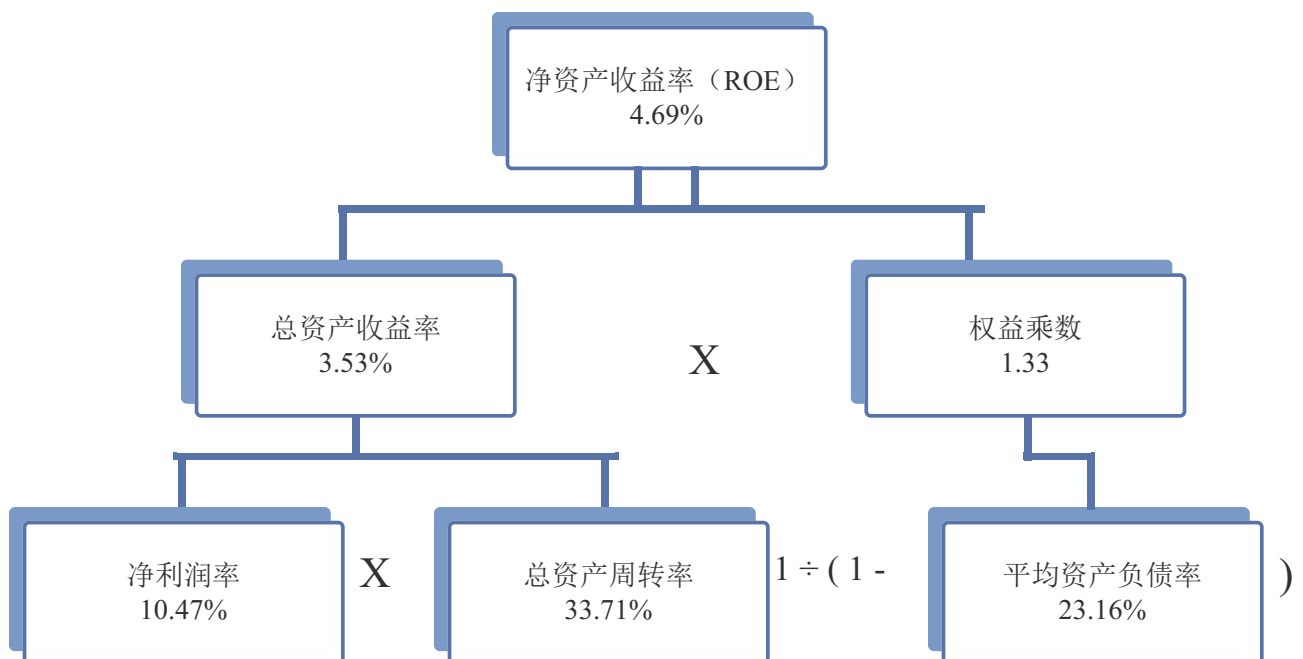 净资产收益率（ROE）
4.69%
总资产收益率
3.53%
X
权益乘数
1.33
净利润率
10.47%
X
总资产周转率
33.71%
1 ÷ ( 1 -
平均资产负债率
23.16%
)